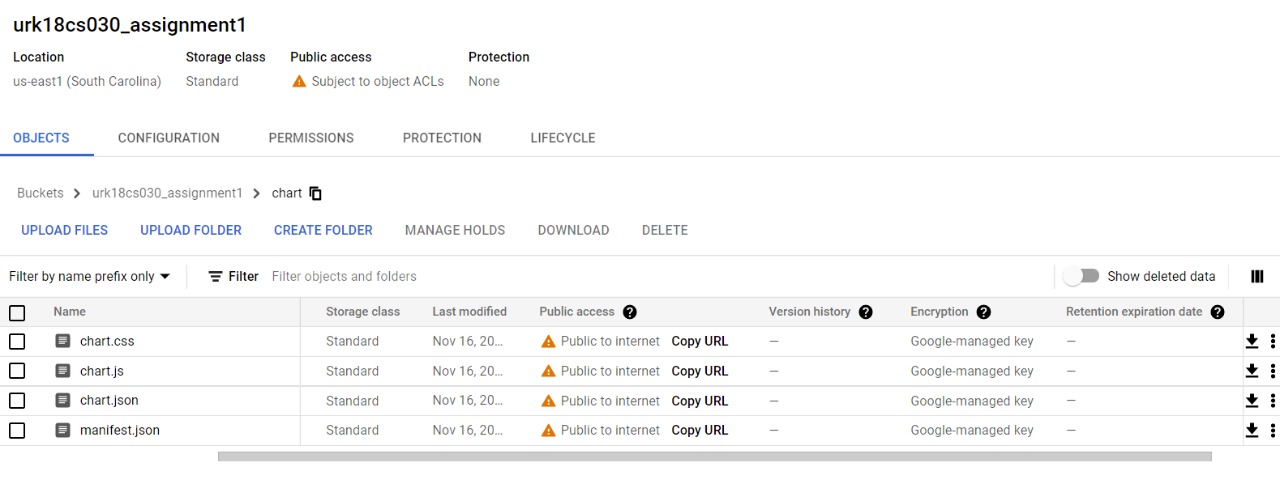 urk18cs030_assignment1
Location Storage class Public access Protection
us-east1 (South Carolina) Standard Subject to object ACLs None
OBJECTS CONFIGURATION PERMISSIONS PROTECTION LIFECYCLE
Buckets > urk18cs030_assignment1 > chart
UPLOAD FILES UPLOAD FOLDER CREATE FOLDER MANAGE HOLDS DOWNLOAD DELETE
Filter by name prefix only Filter Filter objects and folders Show deleted data
Name Storage class Last modified Public access Version history Encryption Retention expiration date
chart.css Standard Nov 16, 20... Public to internet Copy URL — Google-managed key —
chart.js Standard Nov 16, 20... Public to internet Copy URL — Google-managed key —
chart.json Standard Nov 16, 20... Public to internet Copy URL — Google-managed key —
manifest.json Standard Nov 16, 20... Public to internet Copy URL — Google-managed key —